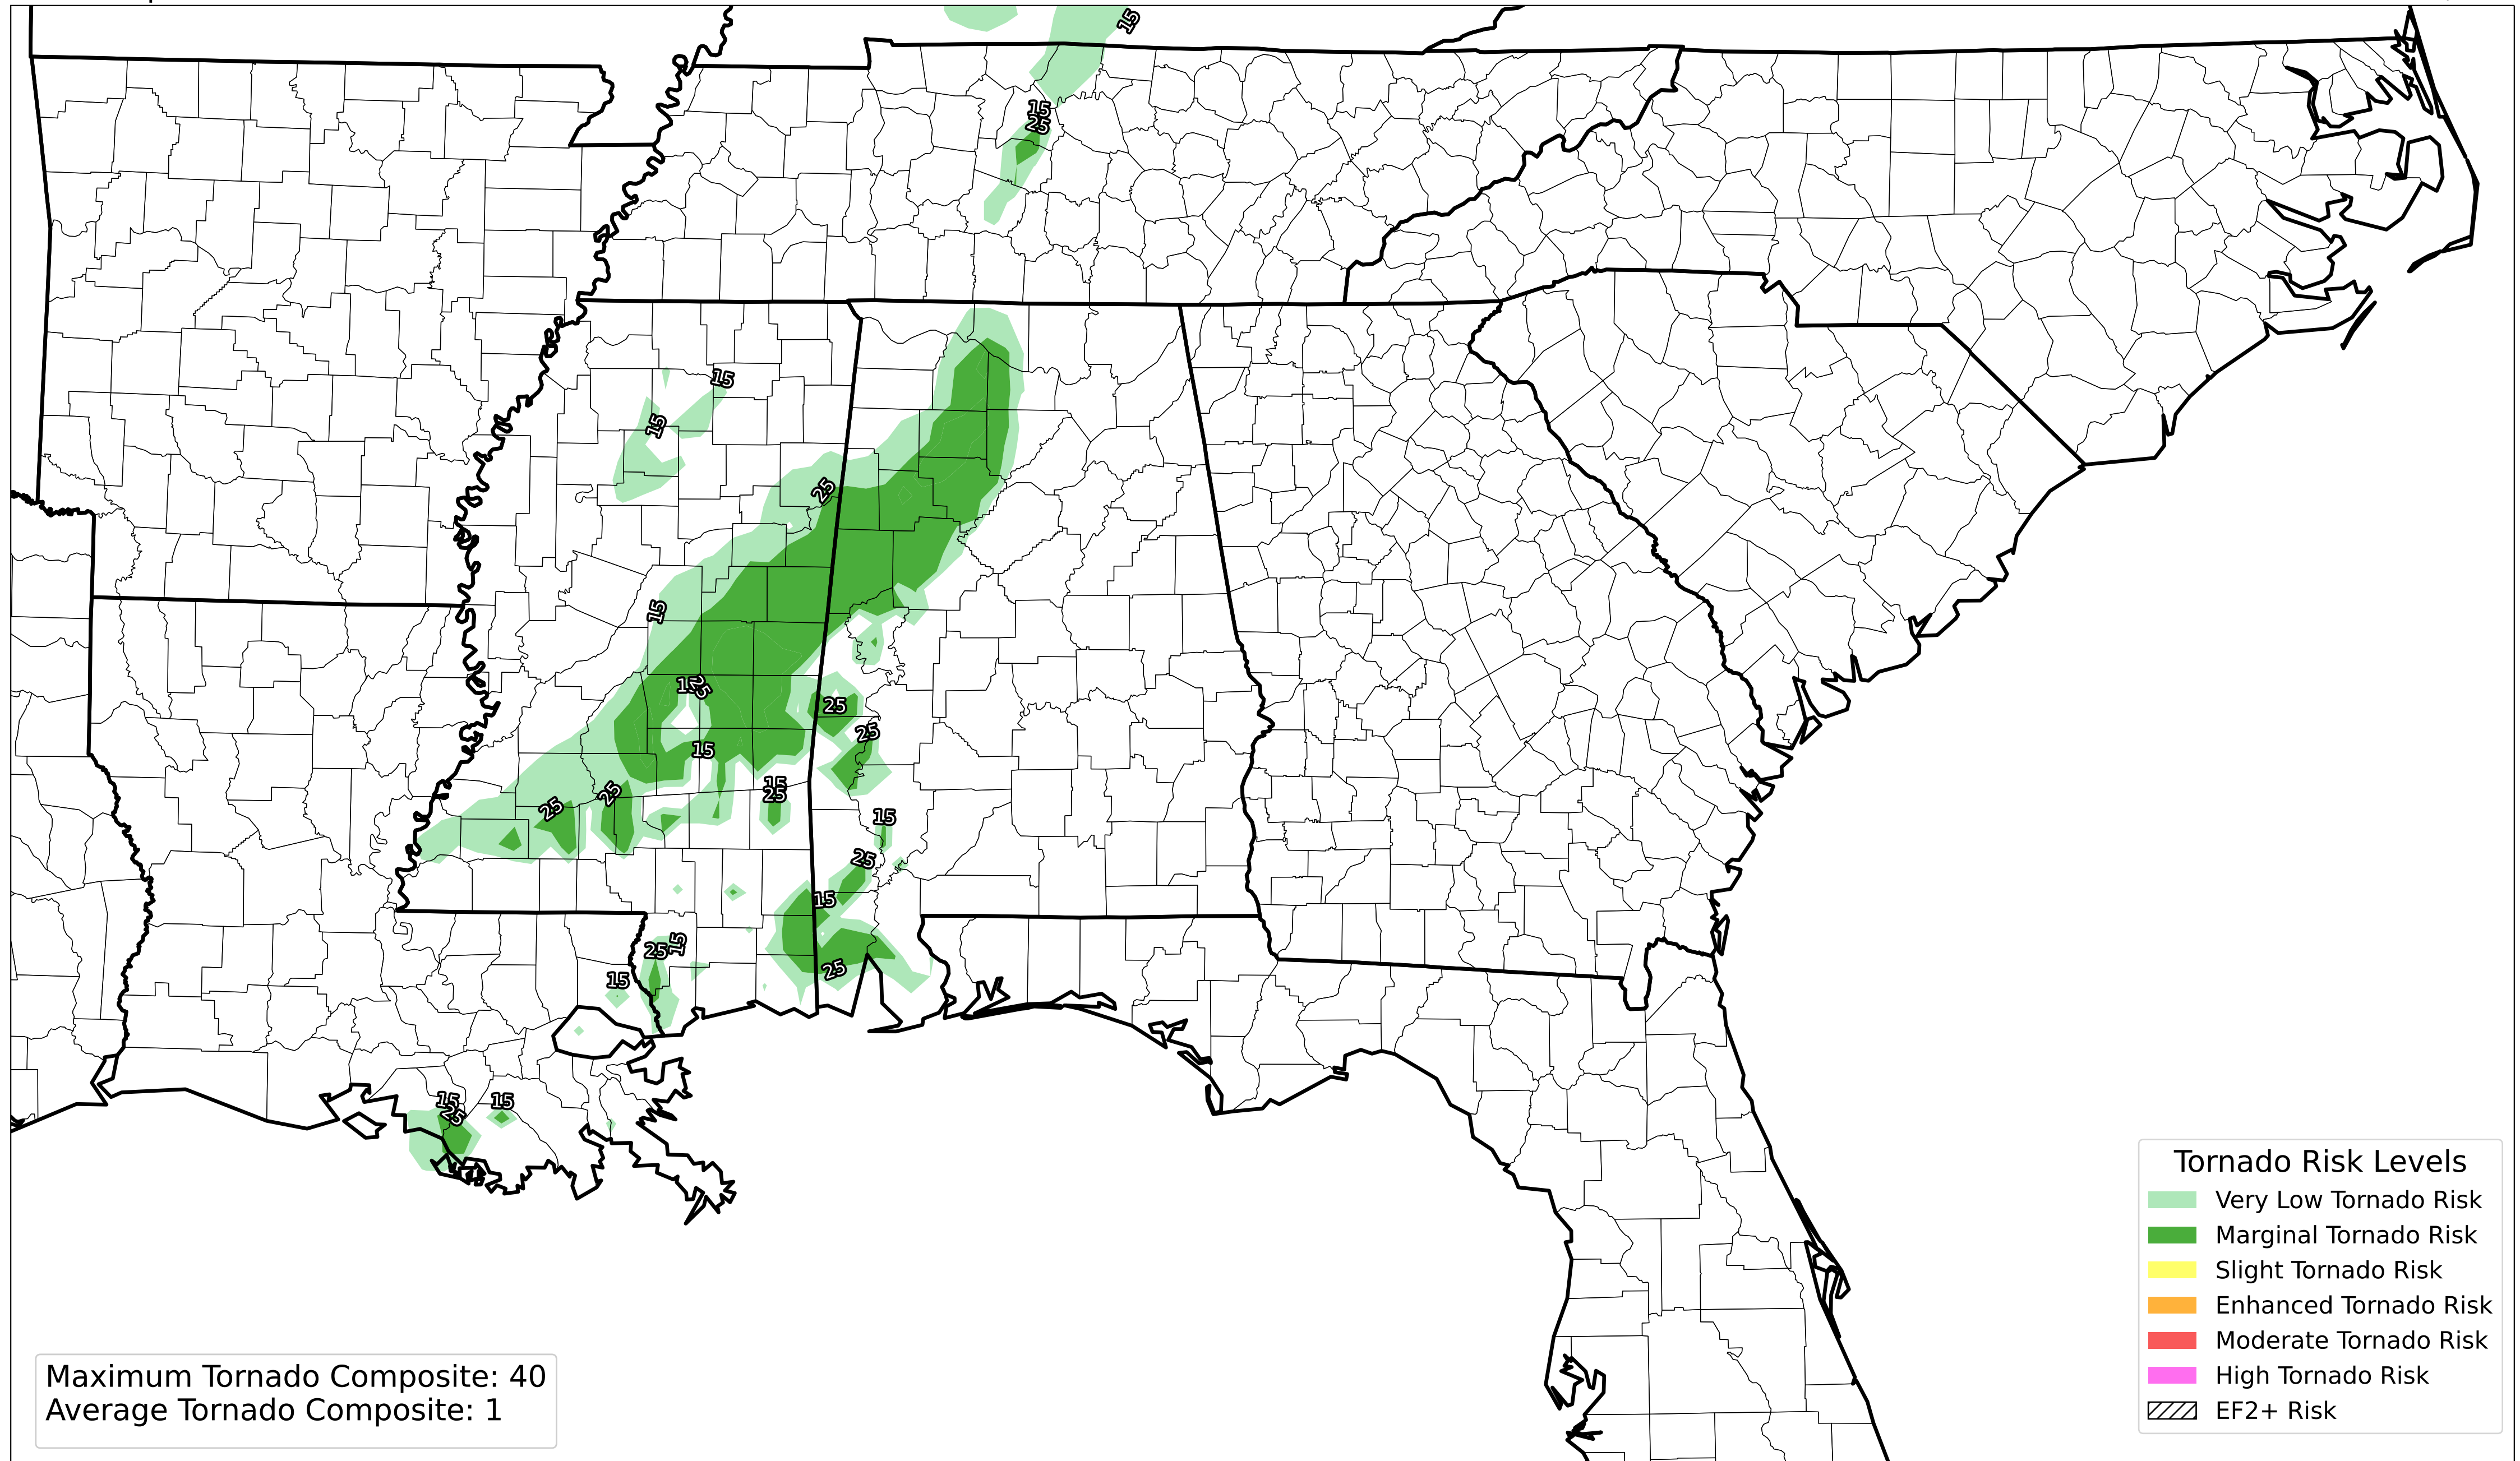 15
15
25
15
15
25
15
15
25
25
25
15
15
25
25
25
15
25
15
25
15
15
25
15
25
15
15
Tornado Risk Levels
Very Low Tornado Risk
Marginal Tornado Risk
Slight Tornado Risk
Enhanced Tornado Risk
Moderate Tornado Risk
High Tornado Risk
EF2+ Risk
Maximum Tornado Composite: 40
Average Tornado Composite: 1